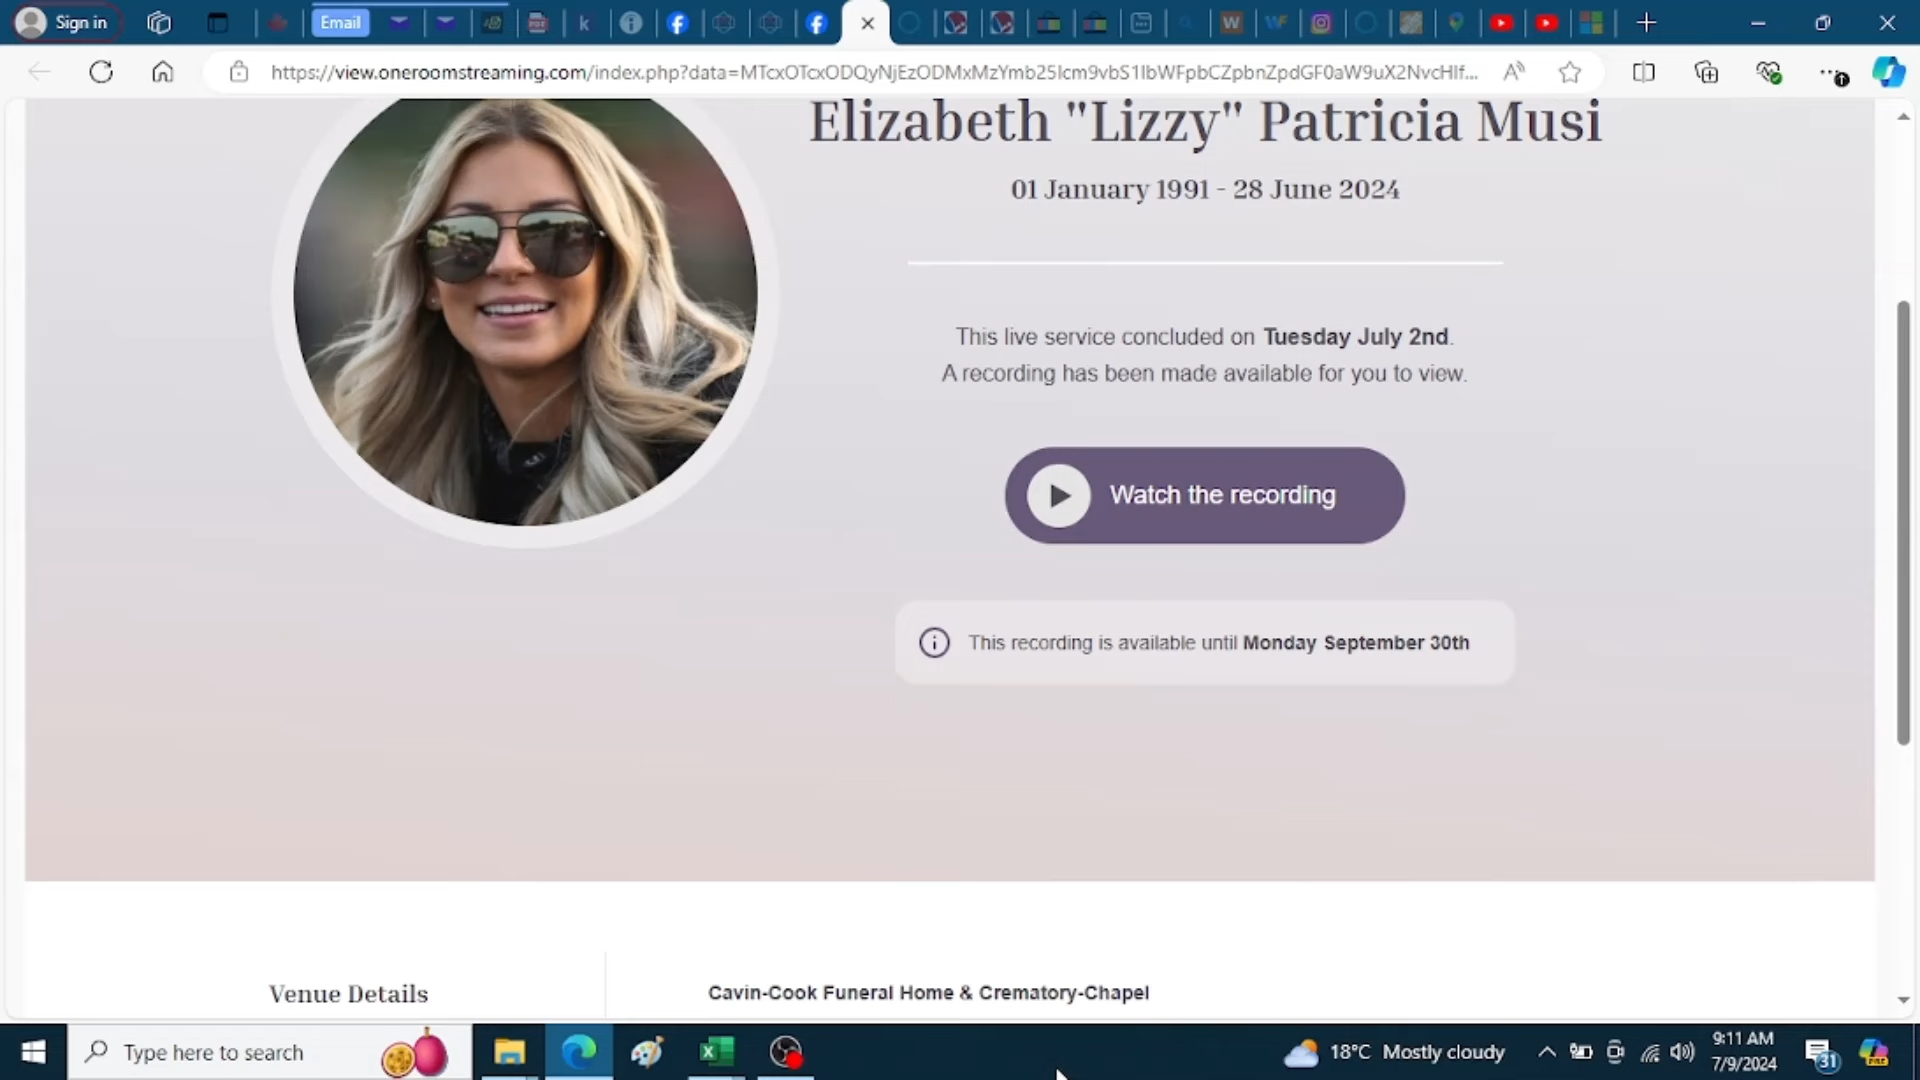 Sign in
Email
https://view.oneroomstreaming.com/index.php?data=MTcxOTcxODQyNjEzODMxMzYmb25lcm9vbS1lbWFpbCZpbnZpdGF0aW9uX2NvcHlf...
Elizabeth "Lizzy" Patricia Musi
01 January 1991 - 28 June 2024
This live service concluded on Tuesday July 2nd.
A recording has been made available for you to view.
Watch the recording
This recording is available until Monday September 30th
Venue Details
Cavin-Cook Funeral Home & Crematory-Chapel
Type here to search
18°C Mostly cloudy
9:11 AM
7/9/2024
31